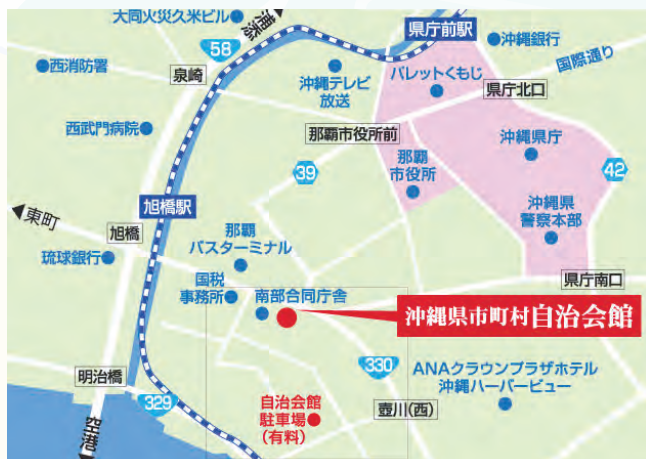 大同火災久米ビル
浦添
58
県庁前駅
沖縄銀行
西消防署
泉崎
沖縄テレビ
放送
パレットくもじ
国際通り
県庁北口
西武門病院
那覇市役所前
沖縄県庁
39
那覇
市役所
42
旭橋駅
沖縄県
警察本部
東町
那覇
バスターミナル
旭橋
琉球銀行
国税
事務所
南部合同庁舎
県庁南口
沖縄県市町村自治会館
330
ANAクラウンプラザホテル
沖縄ハーバービュー
明治橋
329
自治会館
駐車場
(有料)
壺川(西)
空港